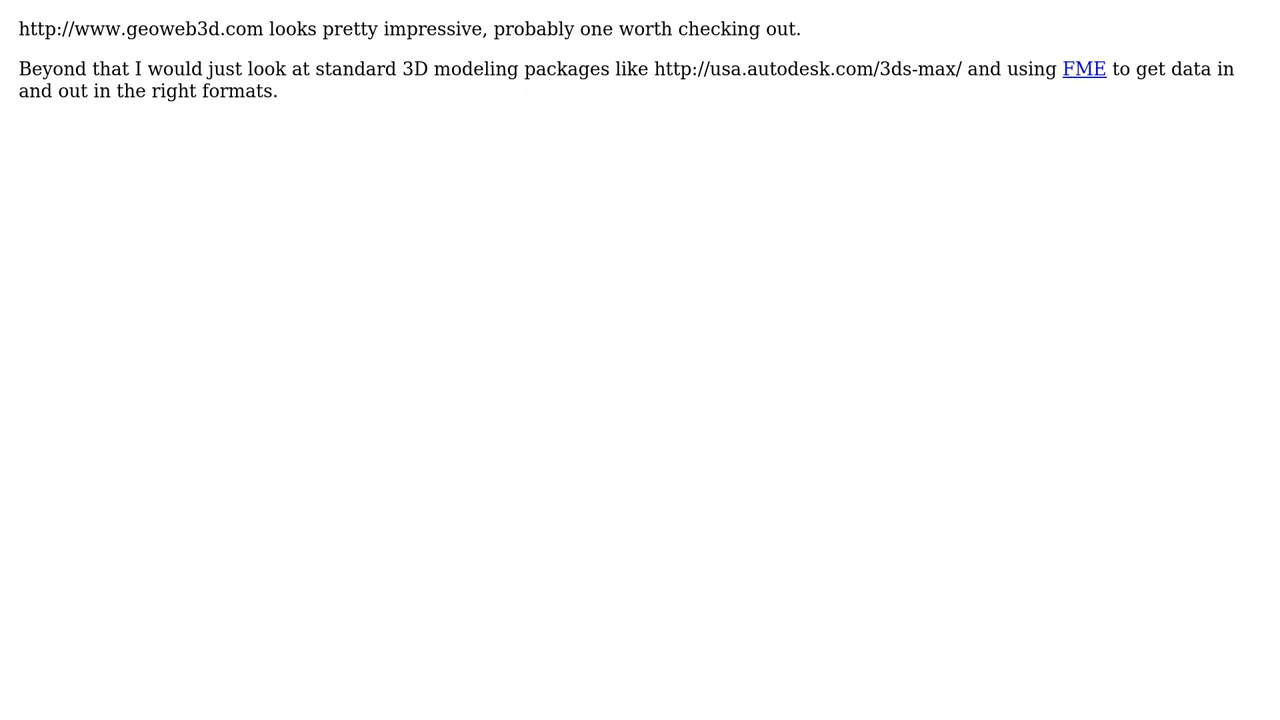 http://www.geoweb3d.com looks pretty impressive, probably one worth checking out.
Beyond that I would just look at standard 3D modeling packages like http://usa.autodesk.com/3ds-max/ and using FME to get data in
and out in the right formats.